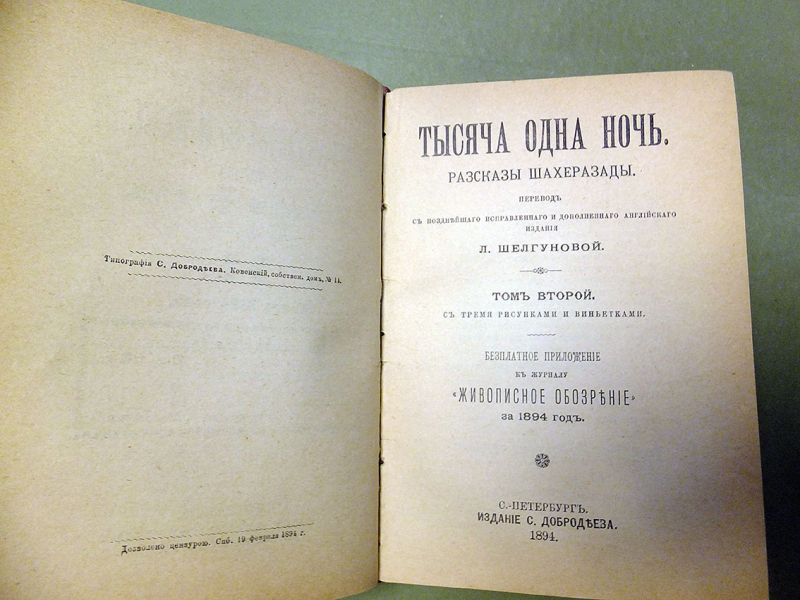 Типографія С. Добродѣева, Ковенскій, собствен. домъ, № 14.
Дозволено цензурою. Спб. 19 февраля 1894 г.
ТЫСЯЧА ОДНА НОЧЬ.
РАЗСКАЗЫ ШАХЕРАЗАДЫ.
ПЕРЕВОДЪ
СЪ ПОЗДНѢЙШАГО ИСПРАВЛЕННАГО И ДОПОЛНЕННАГО АНГЛІЙСКАГО
ИЗДАНІЯ
Л. ШЕЛГУНОВОЙ.
ТОМЪ ВТОРОЙ.
СЪ ТРЕМЯ РИСУНКАМИ И ВИНЬЕТКАМИ.
БЕЗПЛАТНОЕ ПРИЛОЖЕНІЕ
КЪ ЖУРНАЛУ
«ЖИВОПИСНОЕ ОБОЗРѢНІЕ»
за 1894 годъ.
С.-ПЕТЕРБУРГЪ.
ИЗДАНІЕ С. ДОБРОДѢЕВА.
1894.